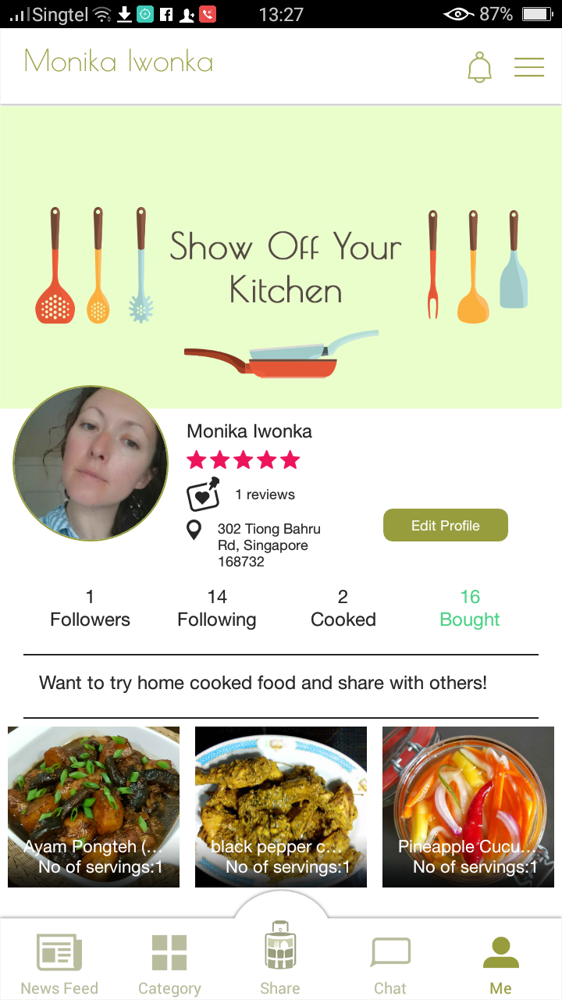 Singtel 13:27 87%
Monika Iwonka
Show Off Your
Kitchen
Monika Iwonka
1 reviews
302 Tiong Bahru
Rd, Singapore
168732
Edit Profile
1 14 2 16
Followers Following Cooked Bought
Want to try home cooked food and share with others!
Ayam Pongteh (... black pepper c... Pineapple Cucu...
No of servings:1 No of servings:1 No of servings:1
News Feed Category Share Chat Me